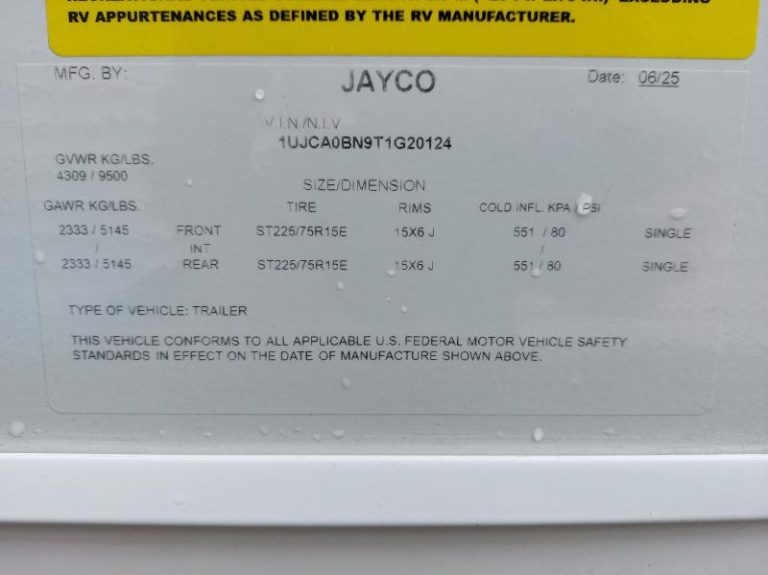 RV APPURTENANCES AS DEFINED BY THE RV MANUFACTURER.
MFG. BY: JAYCO Date: 06/25
V.I.N./N.I.V
1UJCA0BN9T1G20124
GVWR KG/LBS.
4309 / 9500
SIZE/DIMENSION
GAWR KG/LBS. TIRE RIMS COLD INFL. KPA / PSI
2333 / 5145 FRONT ST225/75R15E 15X6 J 551 / 80 SINGLE
/ INT /
2333 / 5145 REAR ST225/75R15E 15X6 J 551 / 80 SINGLE
TYPE OF VEHICLE: TRAILER
THIS VEHICLE CONFORMS TO ALL APPLICABLE U.S. FEDERAL MOTOR VEHICLE SAFETY
STANDARDS IN EFFECT ON THE DATE OF MANUFACTURE SHOWN ABOVE.